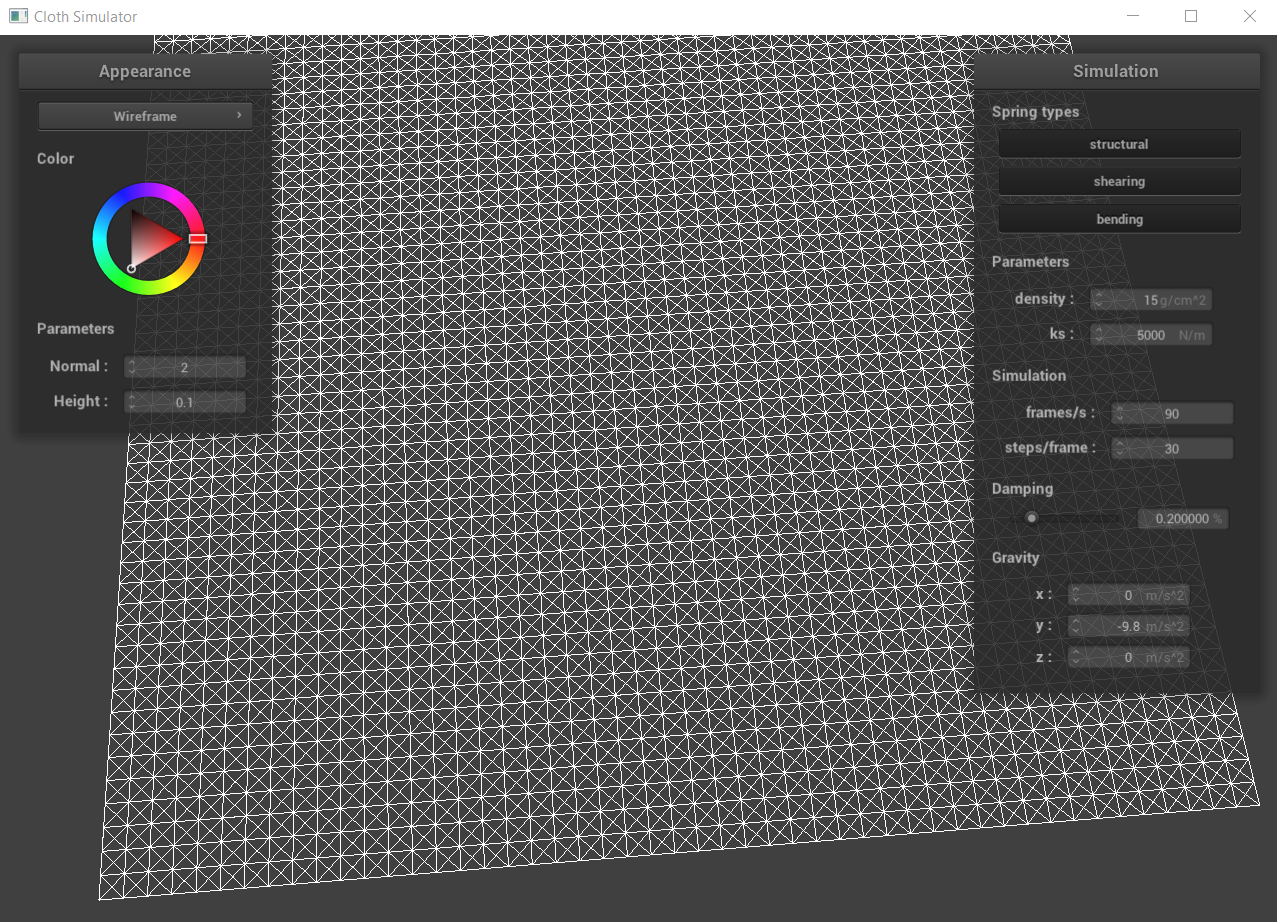 Cloth Simulator
Appearance
Wireframe ›
Color
Parameters
Normal : 2
Height : 0.1
Simulation
Spring types
structural
shearing
bending
Parameters
density : 15 g/cm^2
ks : 5000 N/m
Simulation
frames/s : 90
steps/frame : 30
Damping
0.200000 %
Gravity
x : 0 m/s^2
y : -9.8 m/s^2
z : 0 m/s^2